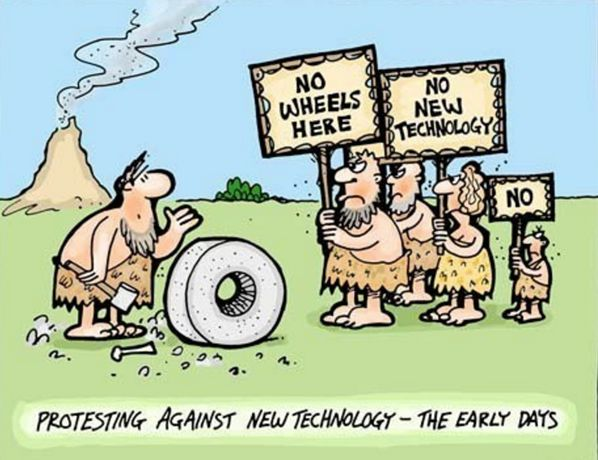 NO
WHEELS
HERE
NO
NEW
TECHNOLOGY
NO
PROTESTING AGAINST NEW TECHNOLOGY – THE EARLY DAYS